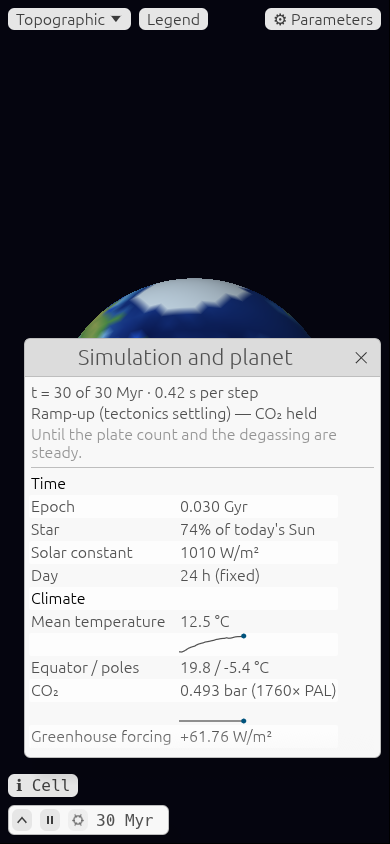 Topographic ▼ Legend ⚙ Parameters
Simulation and planet
t = 30 of 30 Myr · 0.42 s per step
Ramp-up (tectonics settling) — CO₂ held
Until the plate count and the degassing are
steady.
Time
Epoch 0.030 Gyr
Star 74% of today's Sun
Solar constant 1010 W/m²
Day 24 h (fixed)
Climate
Mean temperature 12.5 °C
Equator / poles 19.8 / -5.4 °C
CO₂ 0.493 bar (1760× PAL)
Greenhouse forcing +61.76 W/m²
ℹ Cell
30 Myr